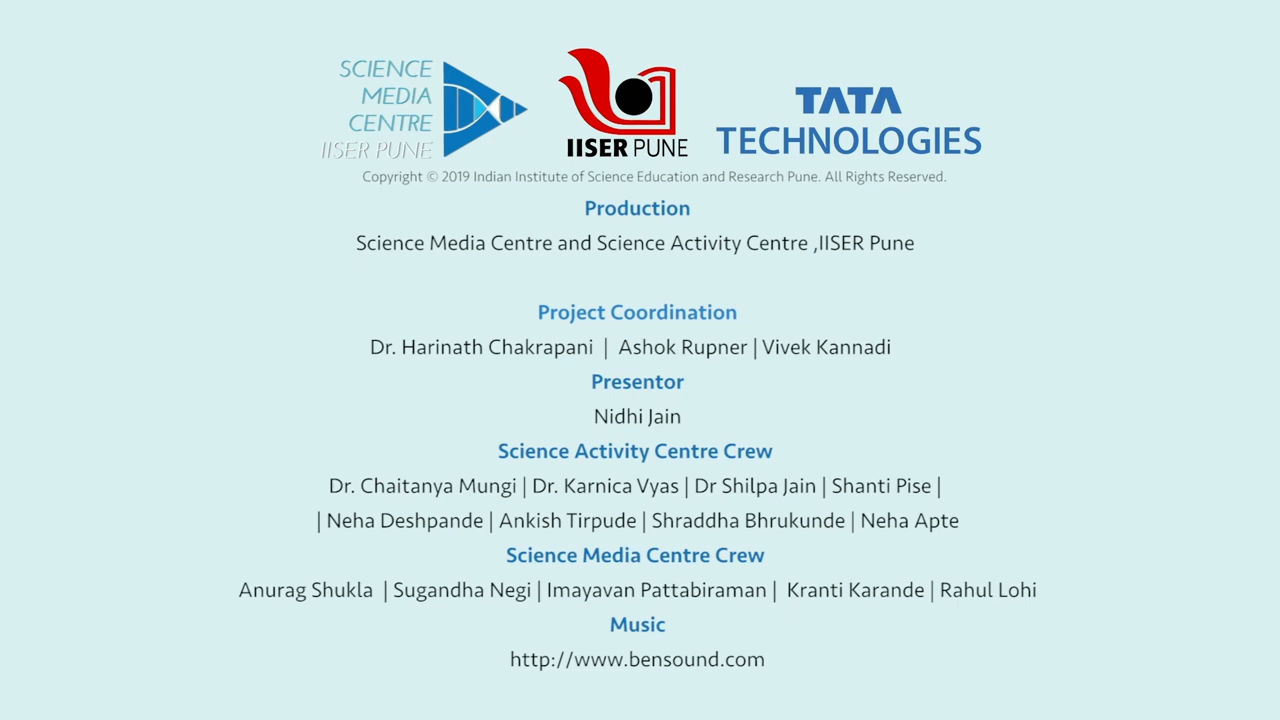 SCIENCE
MEDIA
CENTRE
IISER PUNE
IISER PUNE
TATA
TECHNOLOGIES
Copyright © 2019 Indian Institute of Science Education and Research Pune. All Rights Reserved.
Production
Science Media Centre and Science Activity Centre ,IISER Pune
Project Coordination
Dr. Harinath Chakrapani | Ashok Rupner | Vivek Kannadi
Presentor
Nidhi Jain
Science Activity Centre Crew
Dr. Chaitanya Mungi | Dr. Karnica Vyas | Dr Shilpa Jain | Shanti Pise |
| Neha Deshpande | Ankish Tirpude | Shraddha Bhrukunde | Neha Apte
Science Media Centre Crew
Anurag Shukla | Sugandha Negi | Imayavan Pattabiraman | Kranti Karande | Rahul Lohi
Music
http://www.bensound.com